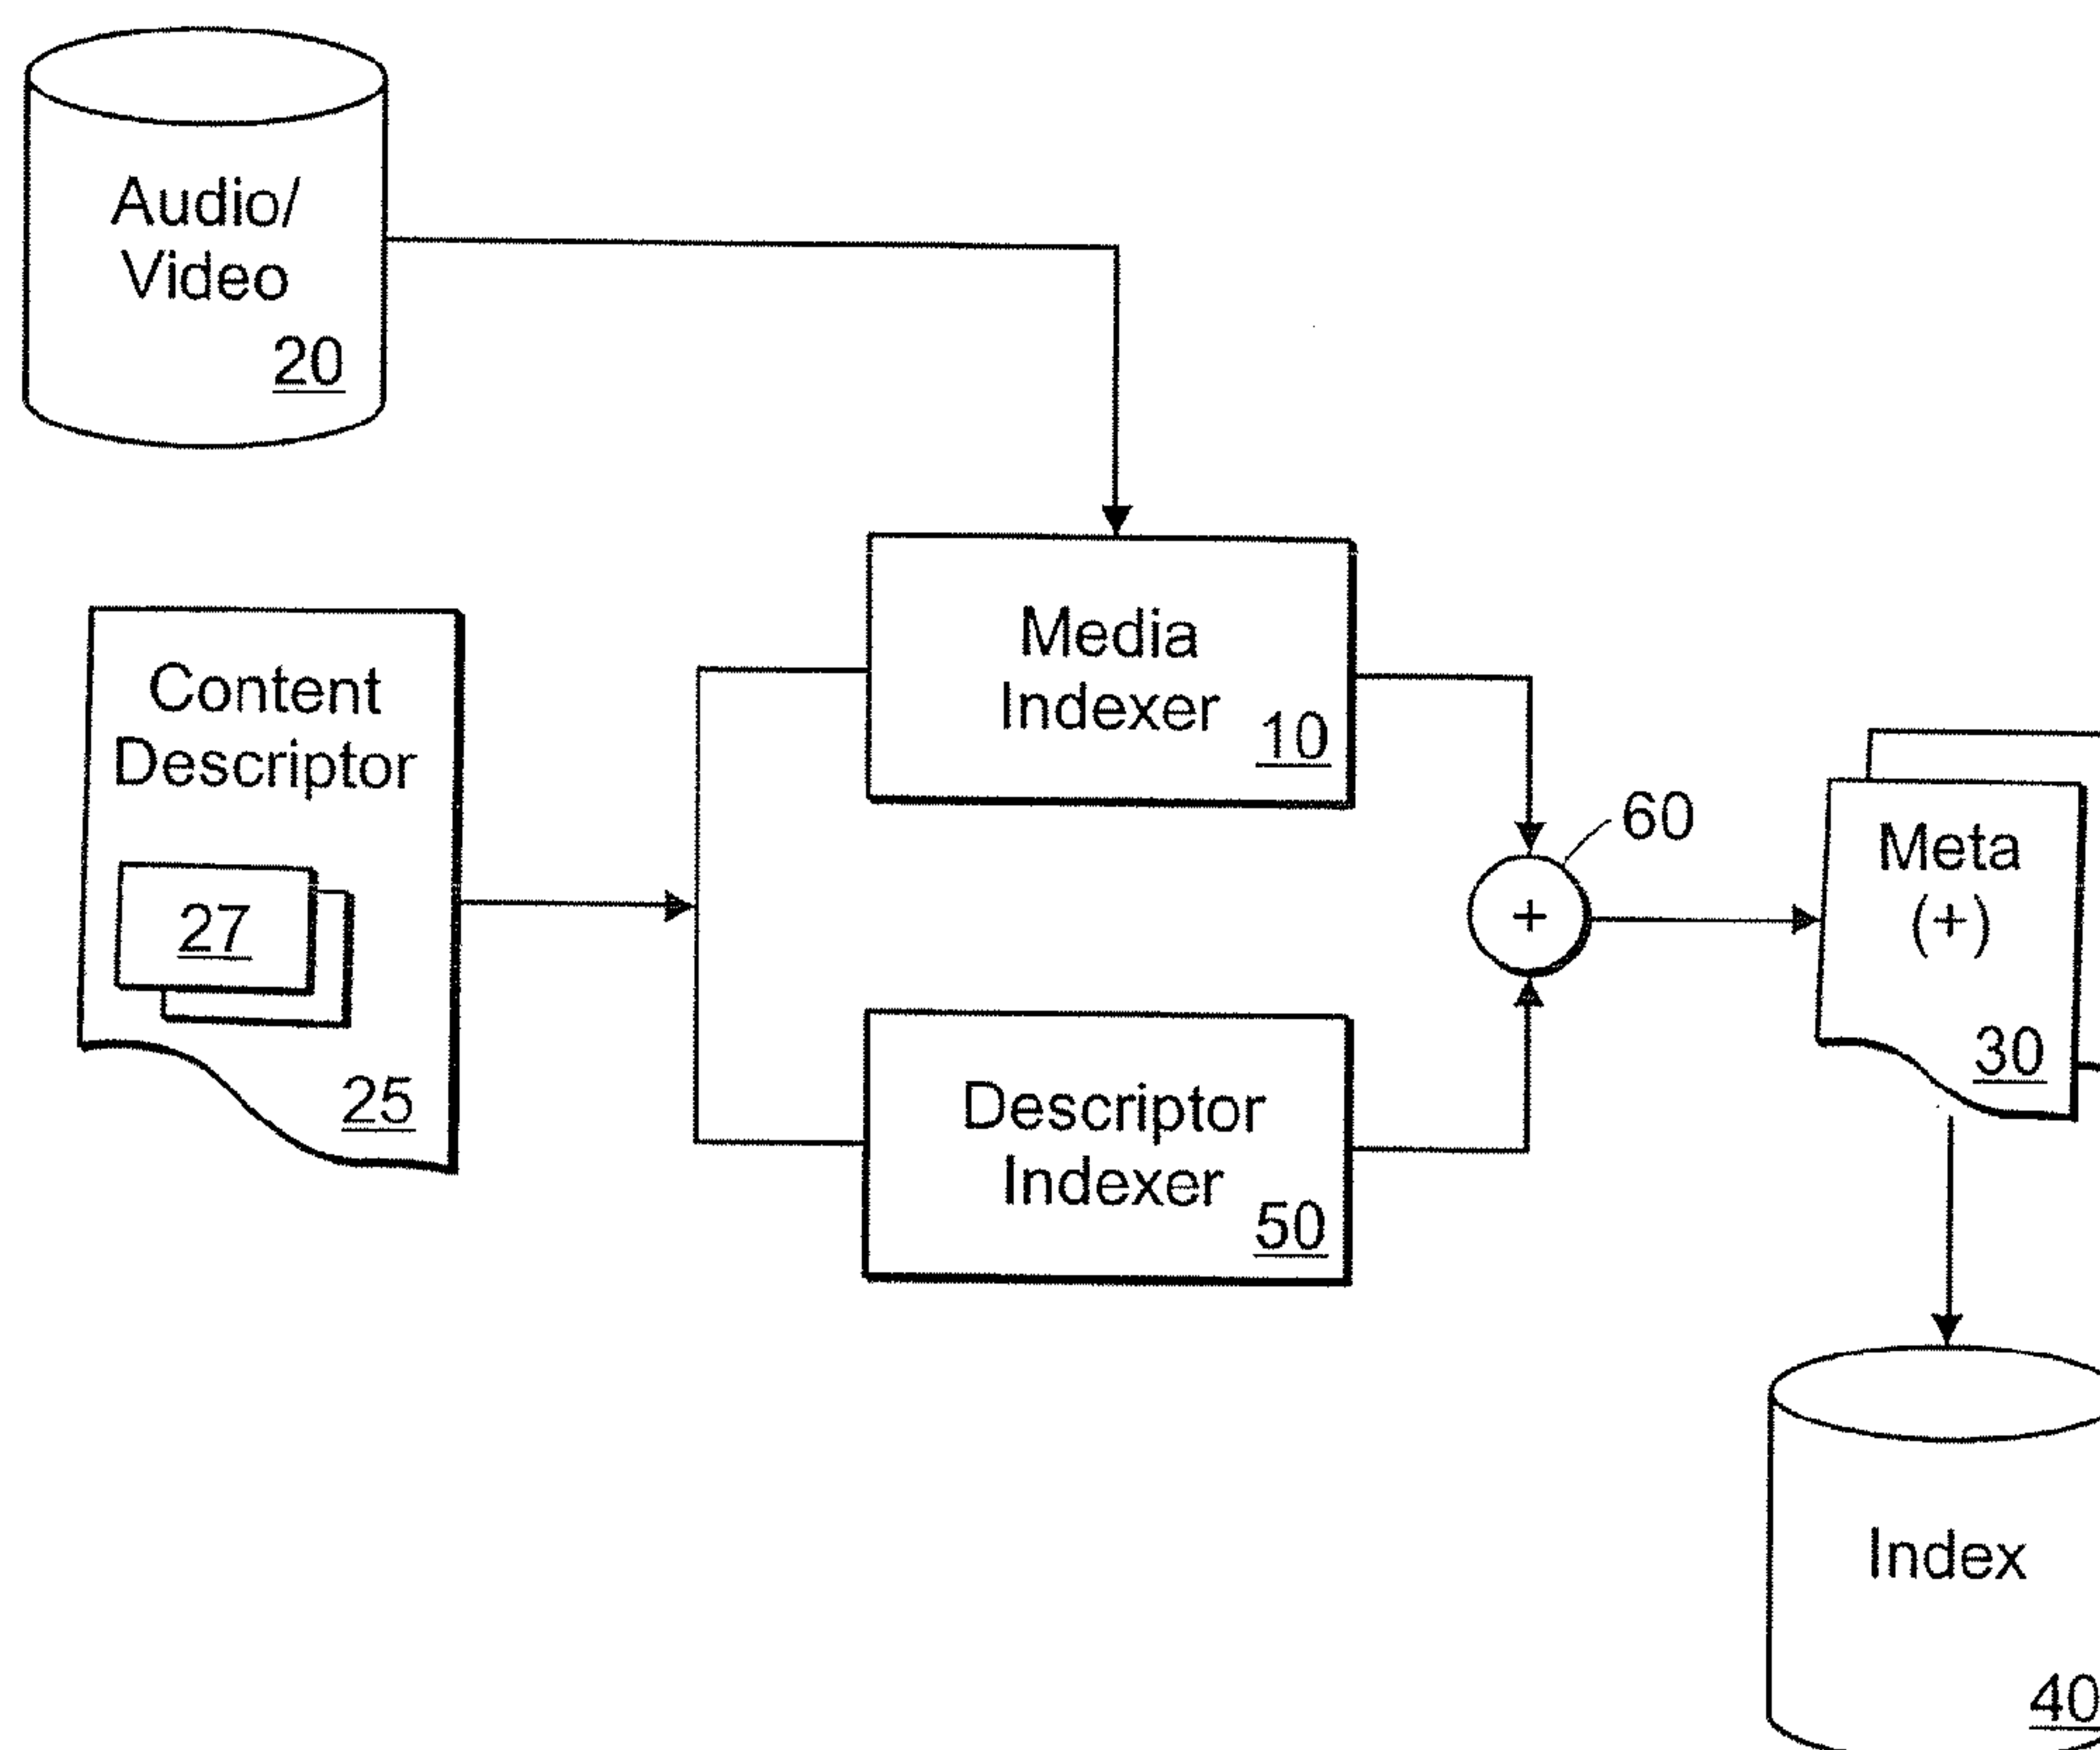 Audio/
Video
20
Media
Indexer
10
Content
Descriptor
27
25
60
+
Meta
(+)
30
Descriptor
Indexer
50
Index
40